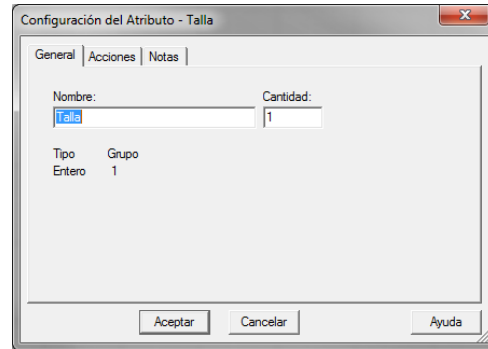 Configuración del Atributo - Talla
General Acciones Notas
Nombre: Cantidad:
Talla 1
Tipo Grupo
Entero 1
Aceptar Cancelar Ayuda